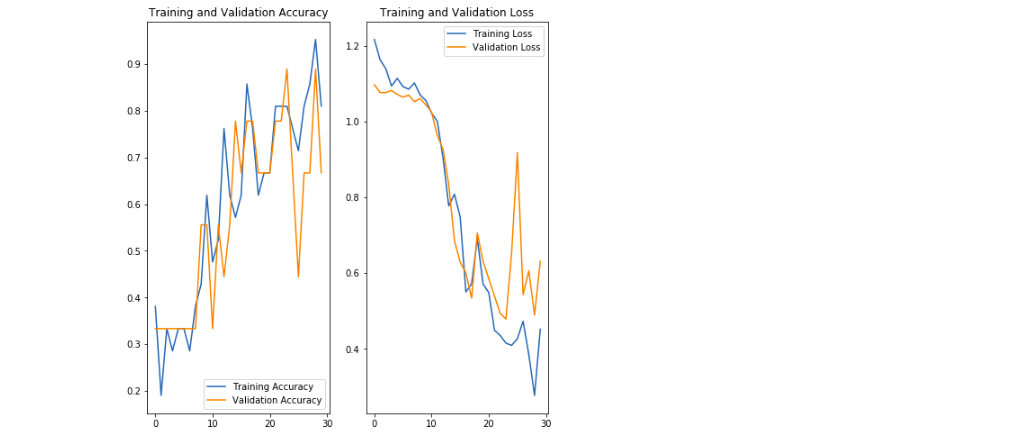 Training and Validation Accuracy
0.9
0.8
0.7
0.6
0.5
0.4
0.3
0.2
Training Accuracy
Validation Accuracy
0 10 20 30
Training and Validation Loss
Training Loss
Validation Loss
1.2
1.0
0.8
0.6
0.4
0 10 20 30